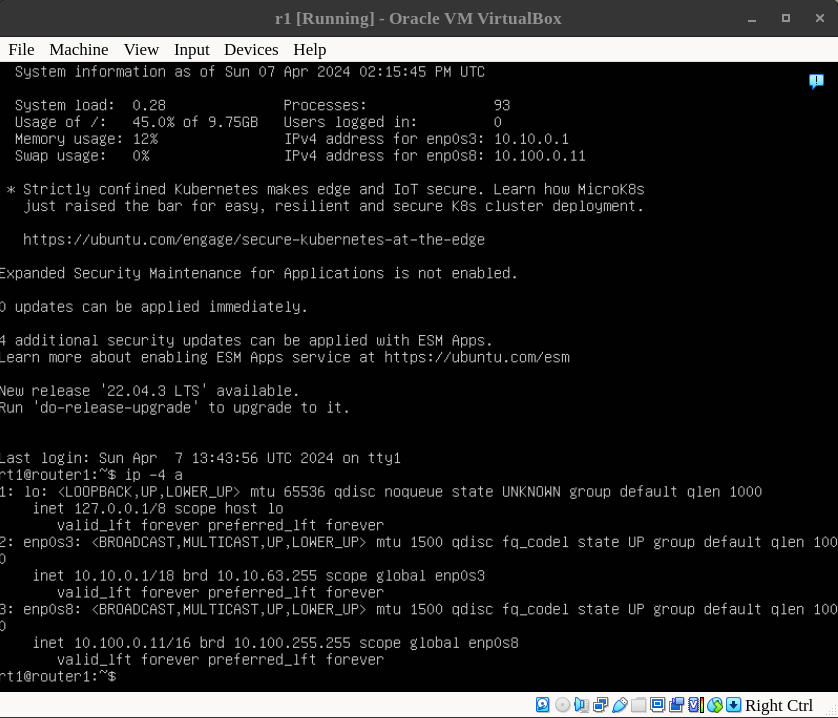 r1 [Running] - Oracle VM VirtualBox
File Machine View Input Devices Help
System information as of Sun 07 Apr 2024 02:15:45 PM UTC
System load: 0.28 Processes: 93
Usage of /: 45.0% of 9.75GB Users logged in: 0
Memory usage: 12% IPv4 address for enp0s3: 10.10.0.1
Swap usage: 0% IPv4 address for enp0s8: 10.100.0.11
* Strictly confined Kubernetes makes edge and IoT secure. Learn how MicroK8s
just raised the bar for easy, resilient and secure K8s cluster deployment.
https://ubuntu.com/engage/secure-kubernetes-at-the-edge
Expanded Security Maintenance for Applications is not enabled.
0 updates can be applied immediately.
4 additional security updates can be applied with ESM Apps.
Learn more about enabling ESM Apps service at https://ubuntu.com/esm
New release '22.04.3 LTS' available.
Run 'do-release-upgrade' to upgrade to it.
Last login: Sun Apr  7 13:43:56 UTC 2024 on tty1
rt1@router1:~$ ip -4 a
1: lo: <LOOPBACK,UP,LOWER_UP> mtu 65536 qdisc noqueue state UNKNOWN group default qlen 1000
inet 127.0.0.1/8 scope host lo
valid_lft forever preferred_lft forever
2: enp0s3: <BROADCAST,MULTICAST,UP,LOWER_UP> mtu 1500 qdisc fq_codel state UP group default qlen 100
0
inet 10.10.0.1/18 brd 10.10.63.255 scope global enp0s3
valid_lft forever preferred_lft forever
3: enp0s8: <BROADCAST,MULTICAST,UP,LOWER_UP> mtu 1500 qdisc fq_codel state UP group default qlen 100
0
inet 10.100.0.11/16 brd 10.100.255.255 scope global enp0s8
valid_lft forever preferred_lft forever
rt1@router1:~$
Right Ctrl